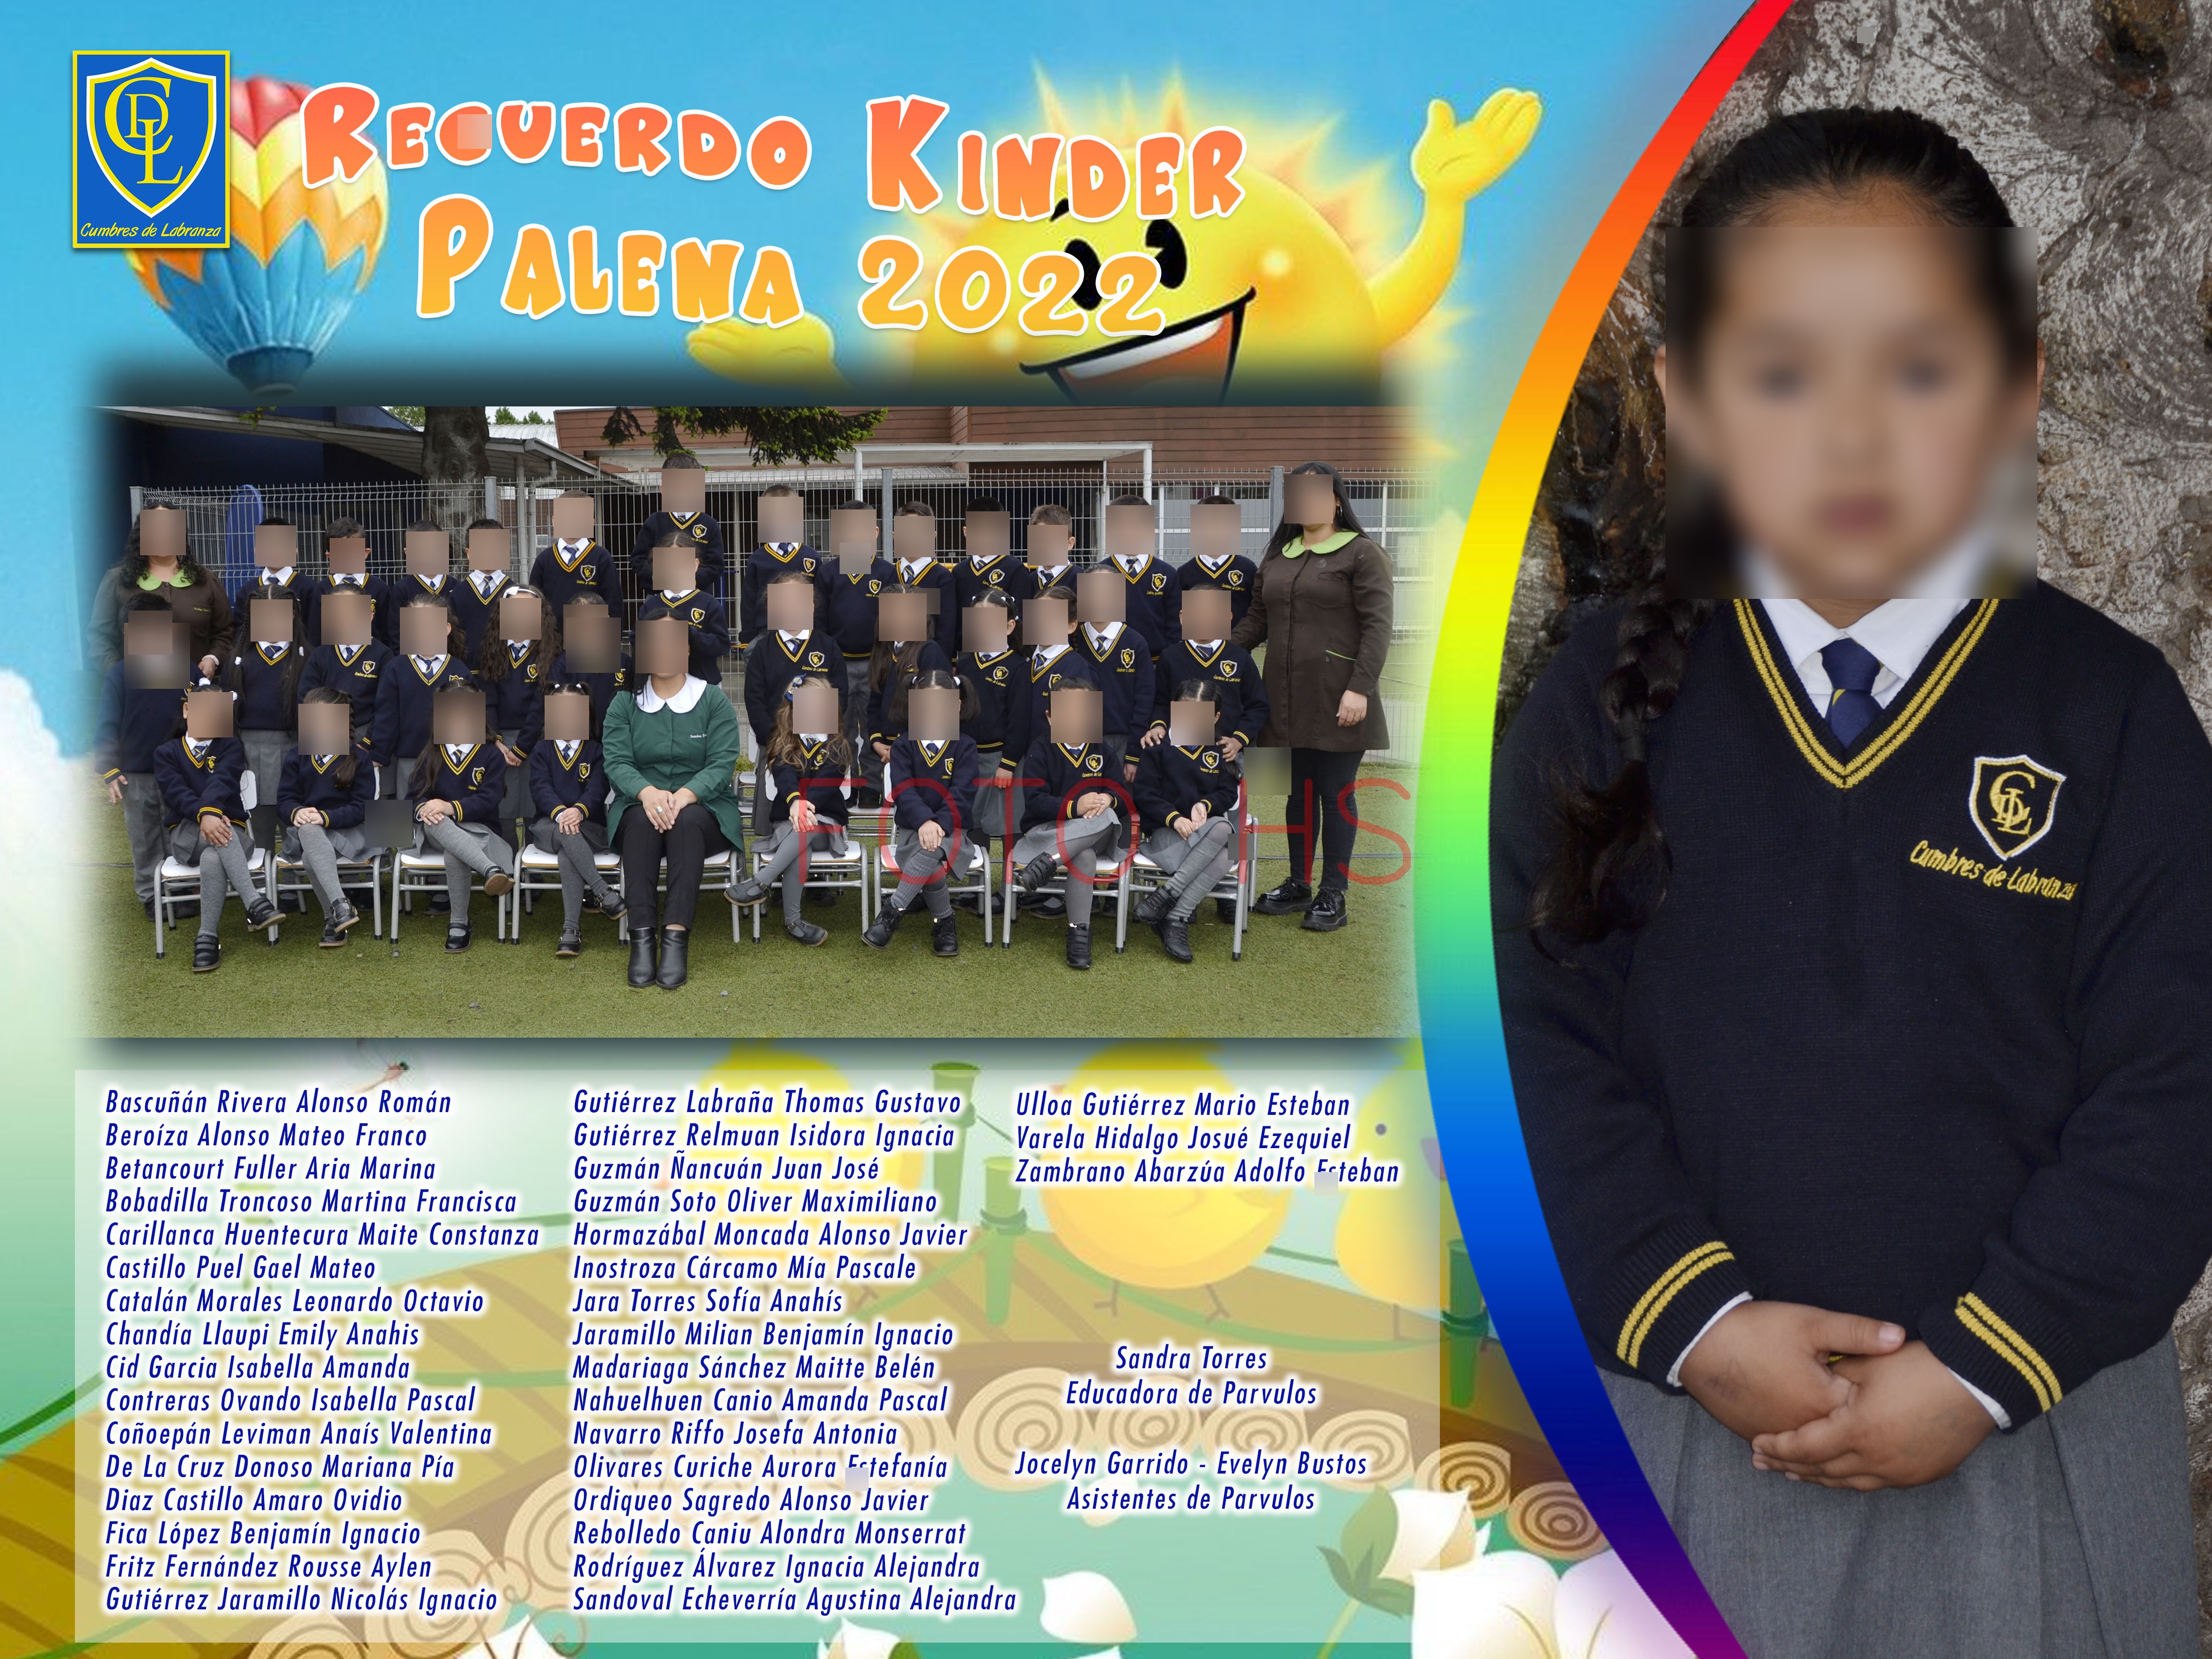 CDL
Cumbres de Labranza
RECUERDO KINDER
PALENA 2022
FOTO HS
CDL
Cumbres de Labranza
Bascuñán Rivera Alonso Román
Beroíza Alonso Mateo Franco
Betancourt Fuller Aria Marina
Bobadilla Troncoso Martina Francisca
Carillanca Huentecura Maite Constanza
Castillo Puel Gael Mateo
Catalán Morales Leonardo Octavio
Chandía Llaupi Emily Anahis
Cid Garcia Isabella Amanda
Contreras Ovando Isabella Pascal
Coñoepán Leviman Anaís Valentina
De La Cruz Donoso Mariana Pía
Diaz Castillo Amaro Ovidio
Fica López Benjamín Ignacio
Fritz Fernández Rousse Aylen
Gutiérrez Jaramillo Nicolás Ignacio
Gutiérrez Labraña Thomas Gustavo
Gutiérrez Relmuan Isidora Ignacia
Guzmán Ñancuán Juan José
Guzmán Soto Oliver Maximiliano
Hormazábal Moncada Alonso Javier
Inostroza Cárcamo Mía Pascale
Jara Torres Sofía Anahís
Jaramillo Milian Benjamín Ignacio
Madariaga Sánchez Maitte Belén
Nahuelhuen Canio Amanda Pascal
Navarro Riffo Josefa Antonia
Olivares Curiche Aurora Estefanía
Ordiqueo Sagredo Alonso Javier
Rebolledo Caniu Alondra Monserrat
Rodríguez Álvarez Ignacia Alejandra
Sandoval Echeverría Agustina Alejandra
Ulloa Gutiérrez Mario Esteban
Varela Hidalgo Josué Ezequiel
Zambrano Abarzúa Adolfo Esteban
Sandra Torres
Educadora de Parvulos
Jocelyn Garrido - Evelyn Bustos
Asistentes de Parvulos